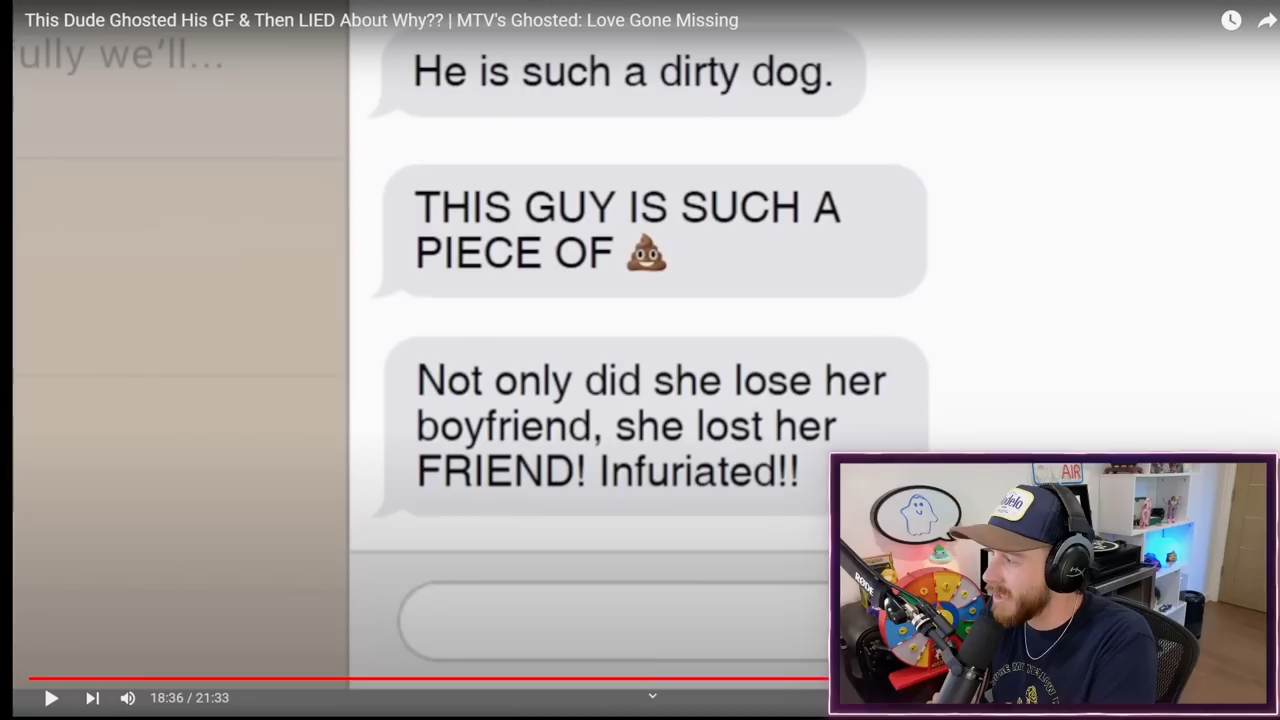 This Dude Ghosted His GF & Then LIED About Why?? | MTV's Ghosted: Love Gone Missing
fully we'll...
He is such a dirty dog.
THIS GUY IS SUCH A
PIECE OF 💩
Not only did she lose her
boyfriend, she lost her
FRIEND! Infuriated!!
AIR
RØDE
18:36 / 21:33